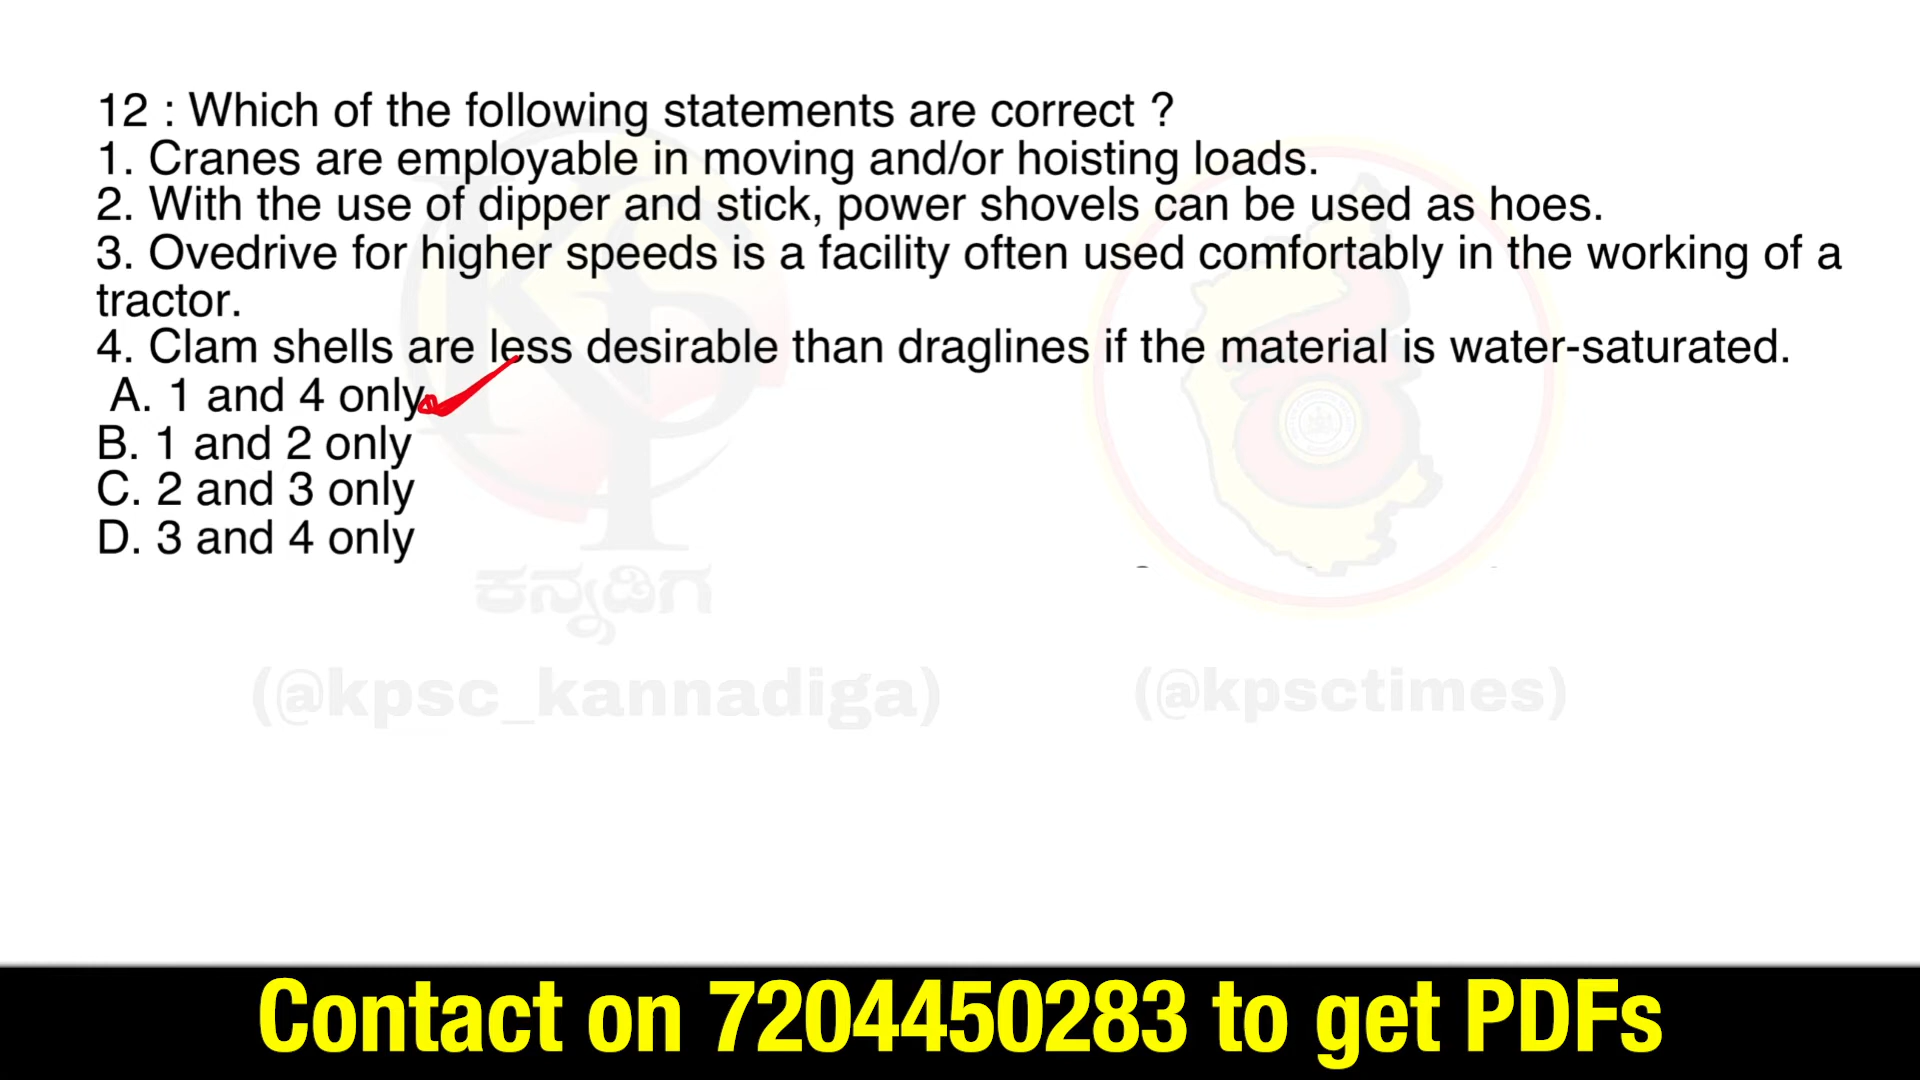 12 : Which of the following statements are correct ?
1. Cranes are employable in moving and/or hoisting loads.
2. With the use of dipper and stick, power shovels can be used as hoes.
3. Ovedrive for higher speeds is a facility often used comfortably in the working of a
tractor.
4. Clam shells are less desirable than draglines if the material is water-saturated.
A. 1 and 4 only
B. 1 and 2 only
C. 2 and 3 only
D. 3 and 4 only
KP
ಕನ್ನಡಿಗ
(@kpsc_kannadiga)
(@kpsctimes)
Contact on 7204450283 to get PDFs